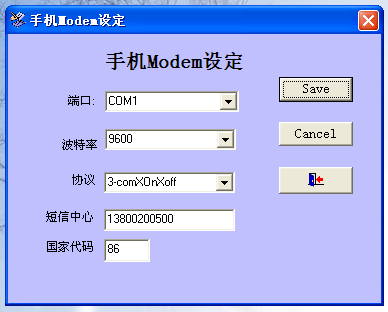 手机Modem设定
手机Modem设定
端口: COM1
Save
波特率 9600
Cancel
协议 3-comXOnXoff
短信中心 13800200500
国家代码 86